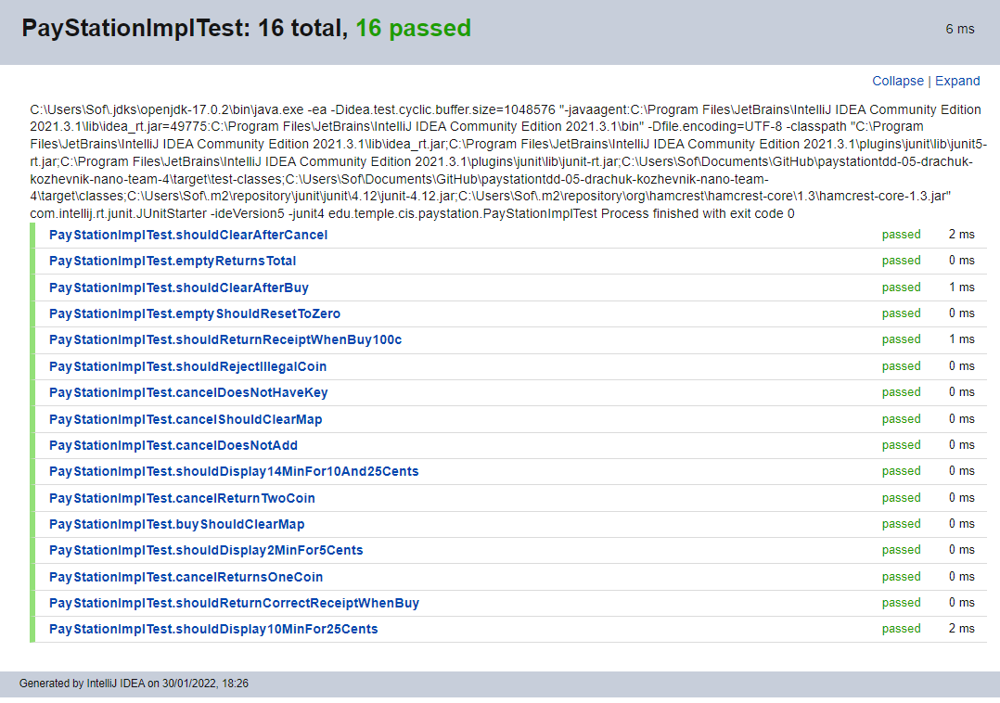 PayStationImplTest: 16 total, 16 passed
6 ms
Collapse | Expand
C:\Users\Sof\.jdks\openjdk-17.0.2\bin\java.exe -ea -Didea.test.cyclic.buffer.size=1048576 "-javaagent:C:\Program Files\JetBrains\IntelliJ IDEA Community Edition
2021.3.1\lib\idea_rt.jar=49775:C:\Program Files\JetBrains\IntelliJ IDEA Community Edition 2021.3.1\bin" -Dfile.encoding=UTF-8 -classpath "C:\Program
Files\JetBrains\IntelliJ IDEA Community Edition 2021.3.1\lib\idea_rt.jar;C:\Program Files\JetBrains\IntelliJ IDEA Community Edition 2021.3.1\plugins\junit\lib\junit5-
rt.jar;C:\Program Files\JetBrains\IntelliJ IDEA Community Edition 2021.3.1\plugins\junit\lib\junit-rt.jar;C:\Users\Sof\Documents\GitHub\paystationtdd-05-drachuk-
kozhevnik-nano-team-4\target\test-classes;C:\Users\Sof\Documents\GitHub\paystationtdd-05-drachuk-kozhevnik-nano-team-
4\target\classes;C:\Users\Sof\.m2\repository\junit\junit\4.12\junit-4.12.jar;C:\Users\Sof\.m2\repository\org\hamcrest\hamcrest-core\1.3\hamcrest-core-1.3.jar"
com.intellij.rt.junit.JUnitStarter -ideVersion5 -junit4 edu.temple.cis.paystation.PayStationImplTest Process finished with exit code 0
PayStationImplTest.shouldClearAfterCancel passed 2 ms
PayStationImplTest.emptyReturnsTotal passed 0 ms
PayStationImplTest.shouldClearAfterBuy passed 1 ms
PayStationImplTest.emptyShouldResetToZero passed 0 ms
PayStationImplTest.shouldReturnReceiptWhenBuy100c passed 1 ms
PayStationImplTest.shouldRejectIllegalCoin passed 0 ms
PayStationImplTest.cancelDoesNotHaveKey passed 0 ms
PayStationImplTest.cancelShouldClearMap passed 0 ms
PayStationImplTest.cancelDoesNotAdd passed 0 ms
PayStationImplTest.shouldDisplay14MinFor10And25Cents passed 0 ms
PayStationImplTest.cancelReturnTwoCoin passed 0 ms
PayStationImplTest.buyShouldClearMap passed 0 ms
PayStationImplTest.shouldDisplay2MinFor5Cents passed 0 ms
PayStationImplTest.cancelReturnsOneCoin passed 0 ms
PayStationImplTest.shouldReturnCorrectReceiptWhenBuy passed 0 ms
PayStationImplTest.shouldDisplay10MinFor25Cents passed 2 ms
Generated by IntelliJ IDEA on 30/01/2022, 18:26